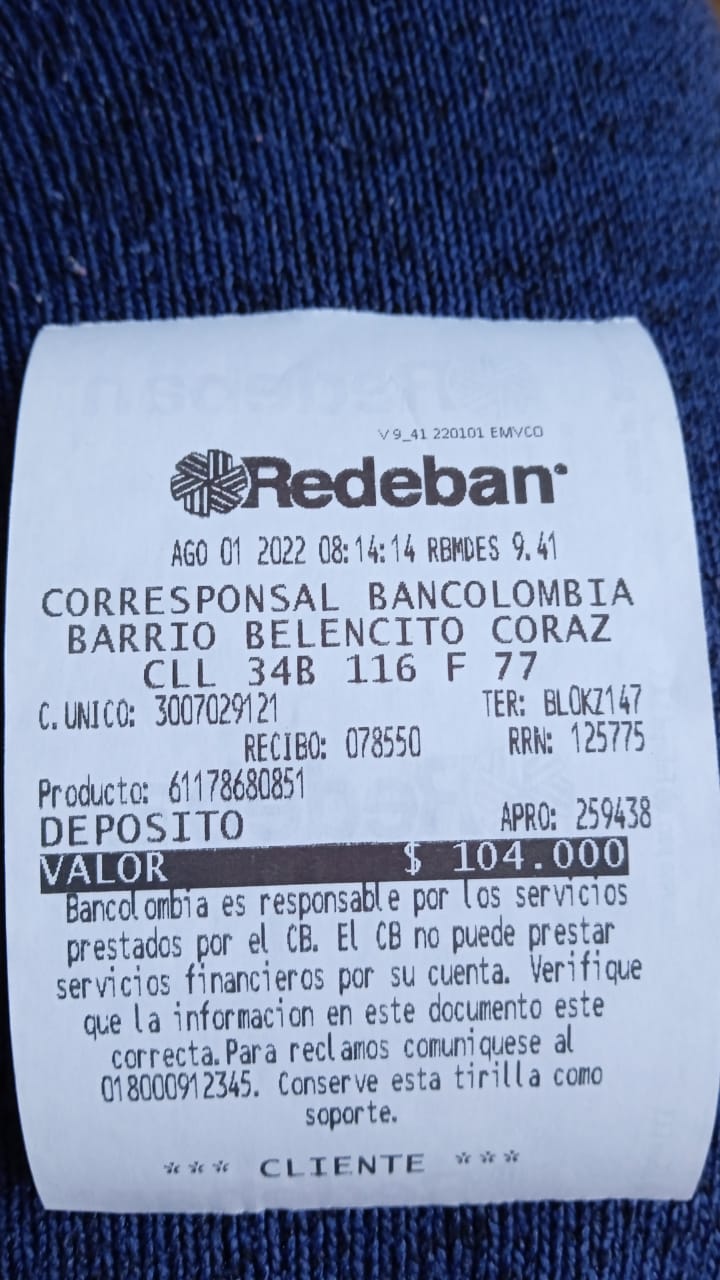 V 9_41 220101 EMVCO
Redeban
AGO 01 2022 08:14:14 RBMDES 9.41
CORRESPONSAL BANCOLOMBIA
BARRIO BELENCITO CORAZ
CLL 34B 116 F 77
C. UNICO: 3007029121 TER: BLOKZ147
RECIBO: 078550 RRN: 125775
Producto: 61178680851
DEPOSITO APRO: 259438
VALOR $ 104.000
Bancolombia es responsable por los servicios
prestados por el CB. El CB no puede prestar
servicios financieros por su cuenta. Verifique
que la informacion en este documento este
correcta.Para reclamos comuniquese al
018000912345. Conserve esta tirilla como
soporte.
*** CLIENTE ***